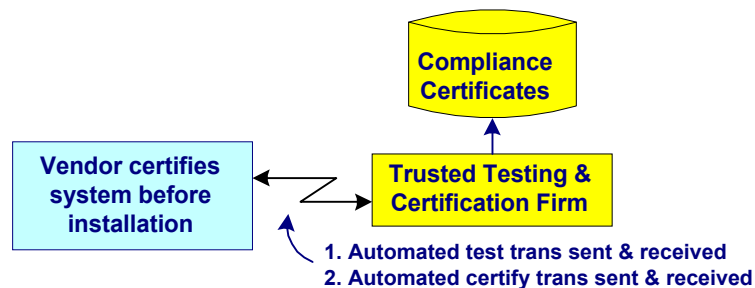 Compliance
Certificates
Vendor certifies
system before
installation
Trusted Testing &
Certification Firm
1. Automated test trans sent & received
2. Automated certify trans sent & received